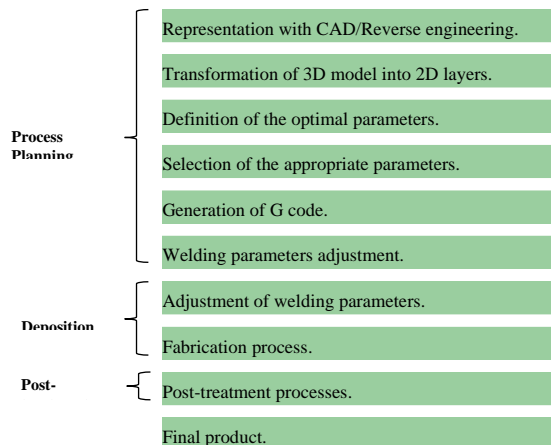 Representation with CAD/Reverse engineering.
Transformation of 3D model into 2D layers.
Definition of the optimal parameters.
Process
Planning
Selection of the appropriate parameters.
Generation of G code.
Welding parameters adjustment.
Adjustment of welding parameters.
Deposition
Fabrication process.
Post-
Post-treatment processes.
Final product.